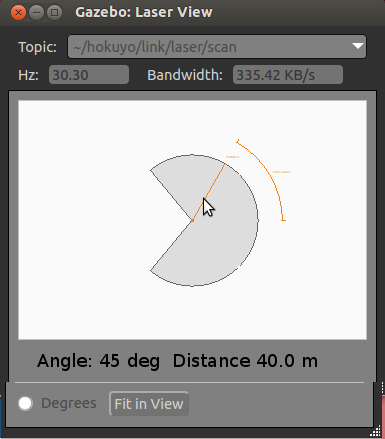 Gazebo: Laser View
Topic: ~/hokuyo/link/laser/scan
Hz: 30.30 Bandwidth: 335.42 KB/s
Angle: 45 deg Distance 40.0 m
Degrees Fit in View